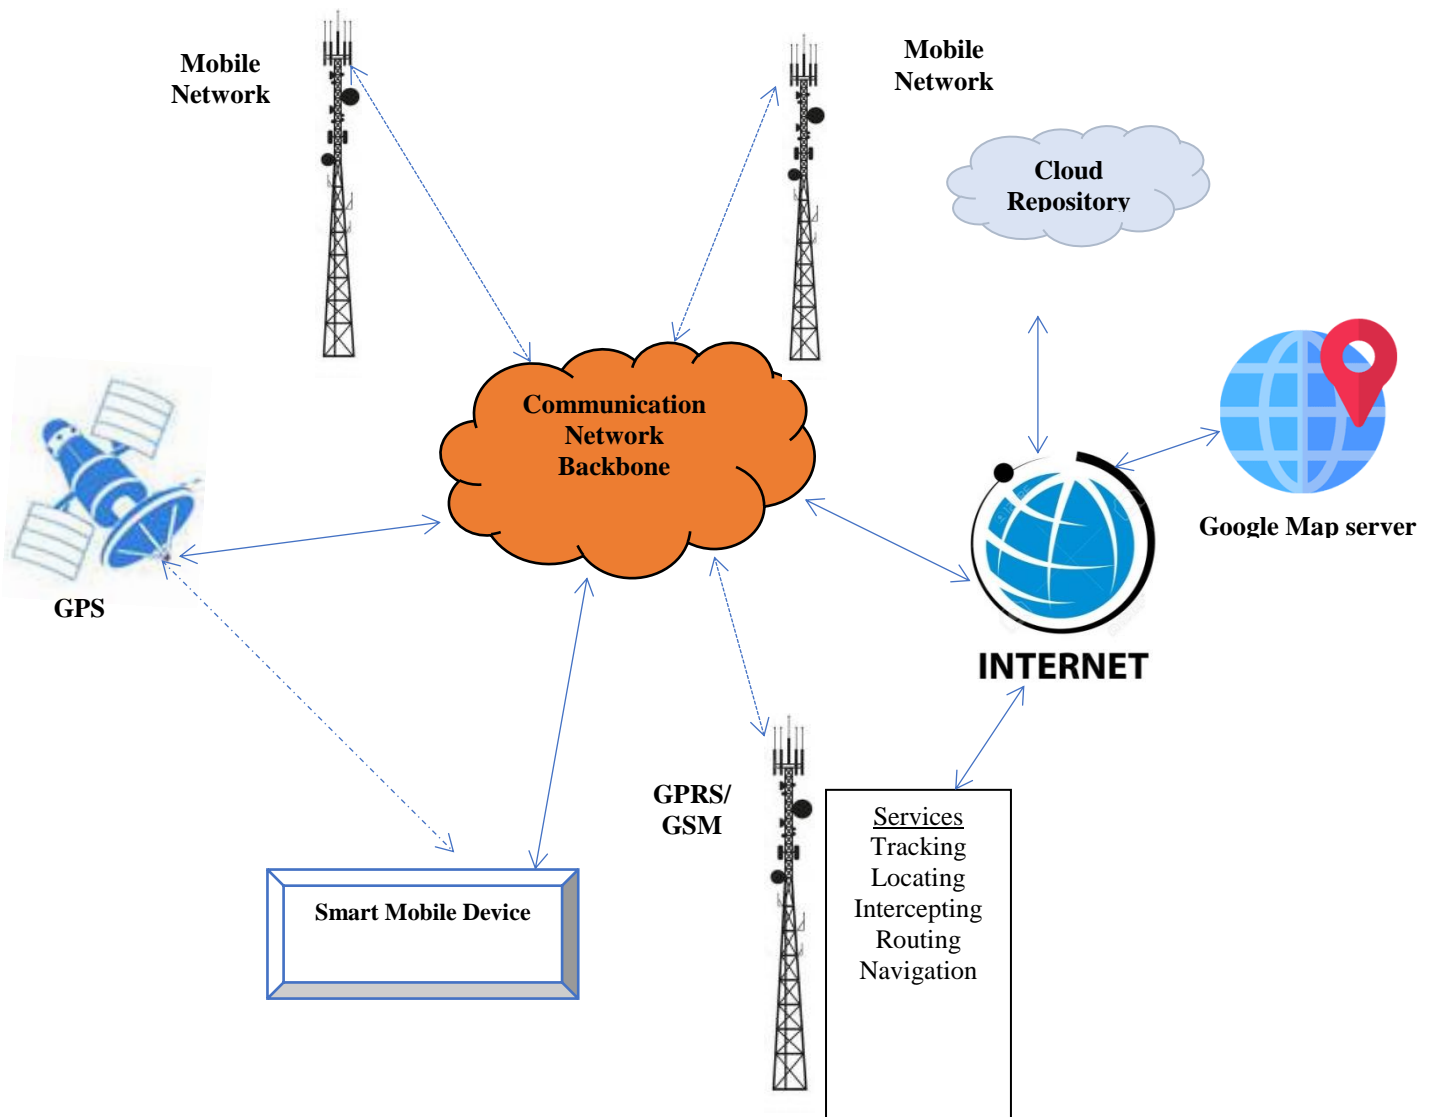 Mobile
Network
Mobile
Network
Cloud
Repository
Communication
Network
Backbone
Google Map server
GPS
INTERNET
GPRS/
GSM
Services
Tracking
Locating
Intercepting
Routing
Navigation
Smart Mobile Device